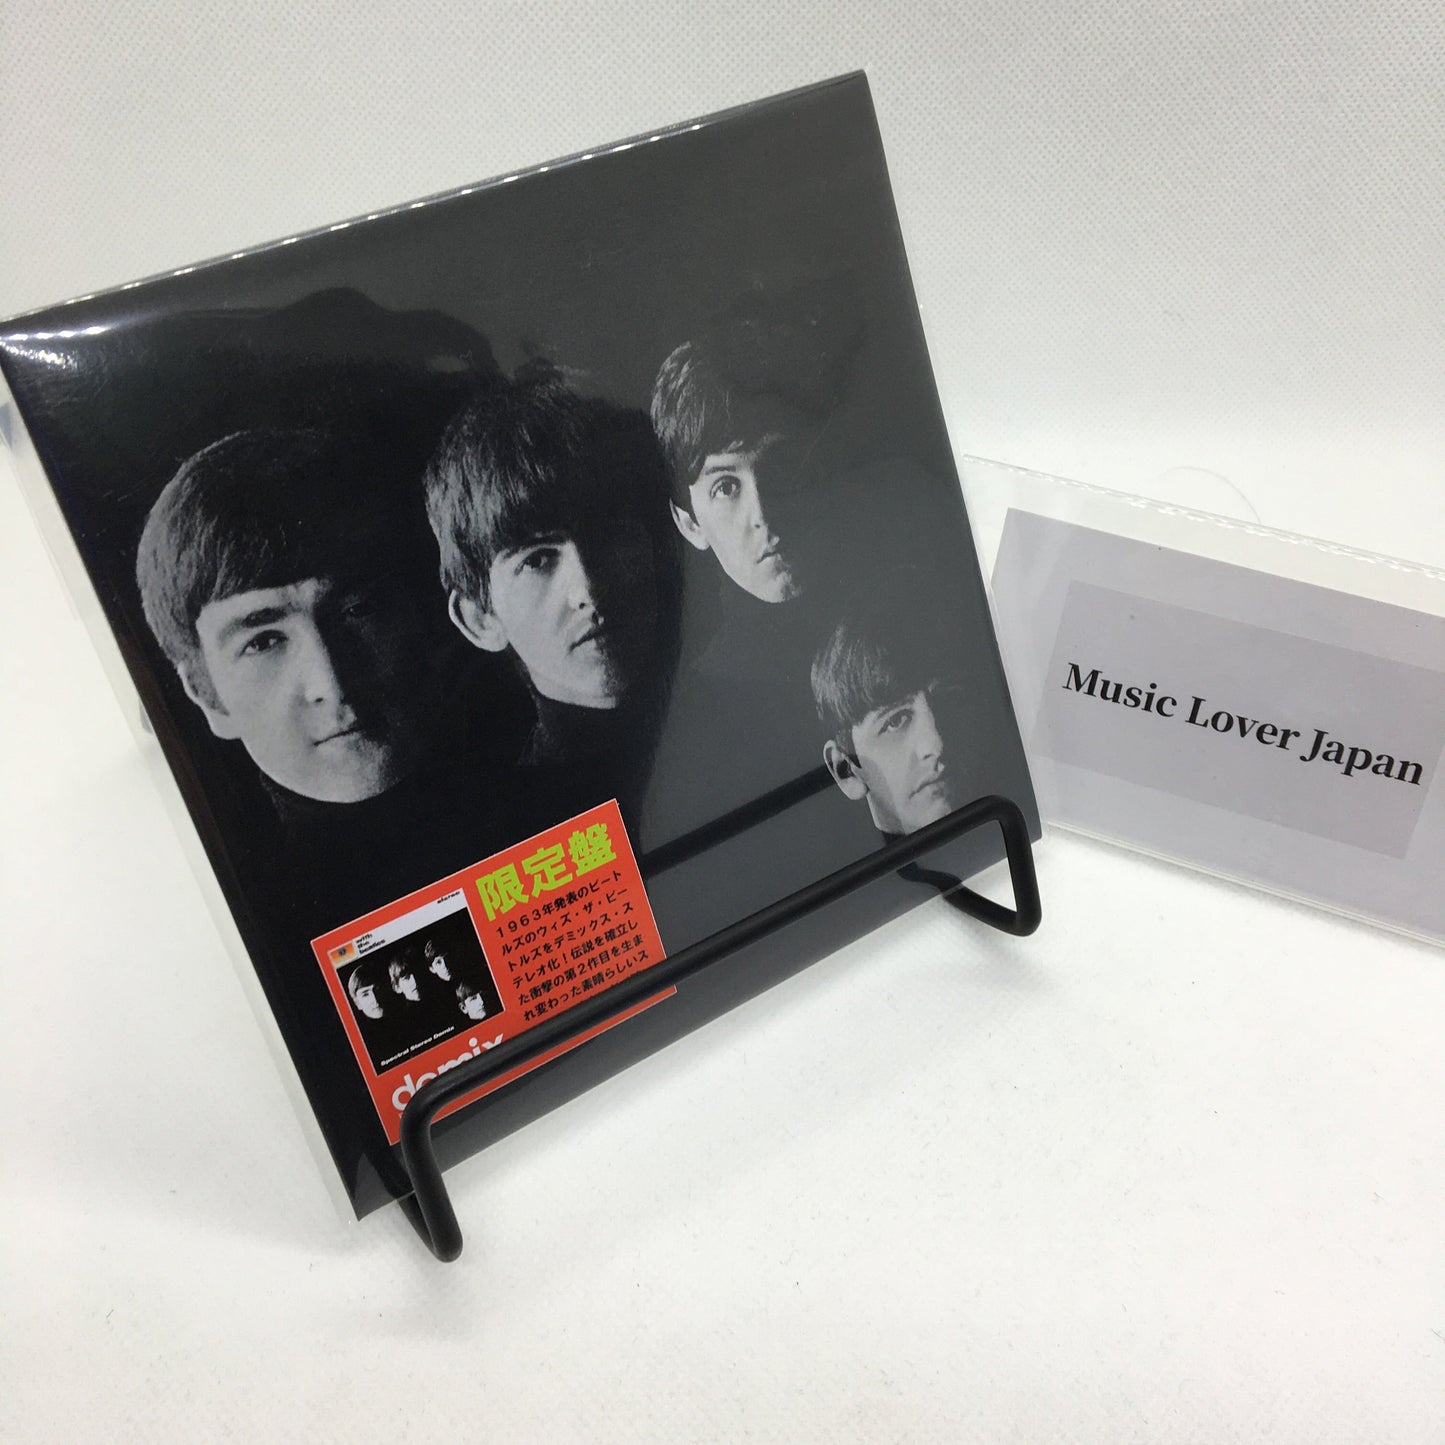 限定盤
1963年発表のビート
ルズのウィズ・ザ・ビー
トルズをデミックス・ス
テレオ化！伝説を確立し
た衝撃の第2作目を生ま
れ変わった素晴らしいス
stereo
with
the
beatles
Spectral Stereo Demix
demix
Music Lover Japan